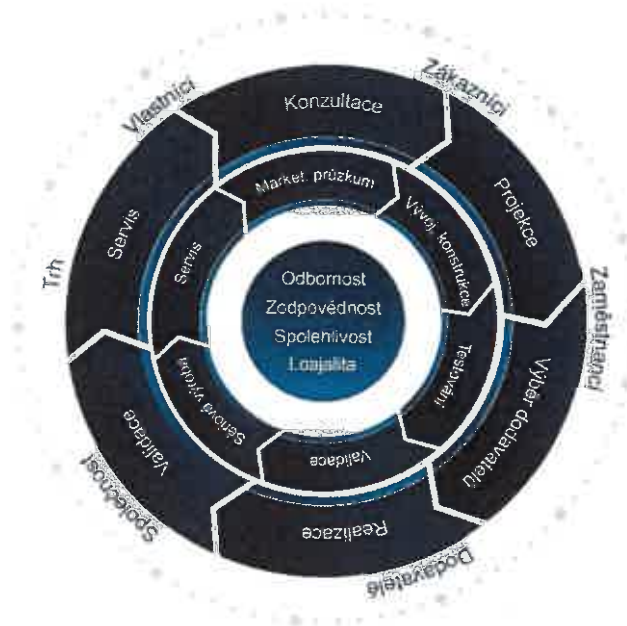 Vlastníci
Zákazníci
Zaměstnanci
Dodavatelé
Společnost
Trh
Konzultace
Projekce
Výběr dodavatelů
Realizace
Validace
Servis
Market. průzkum
Vývoj, konstrukce
Testování
Validace
Sériová výroba
Servis
Odbornost
Zodpovědnost
Spolehlivost
Loajalita